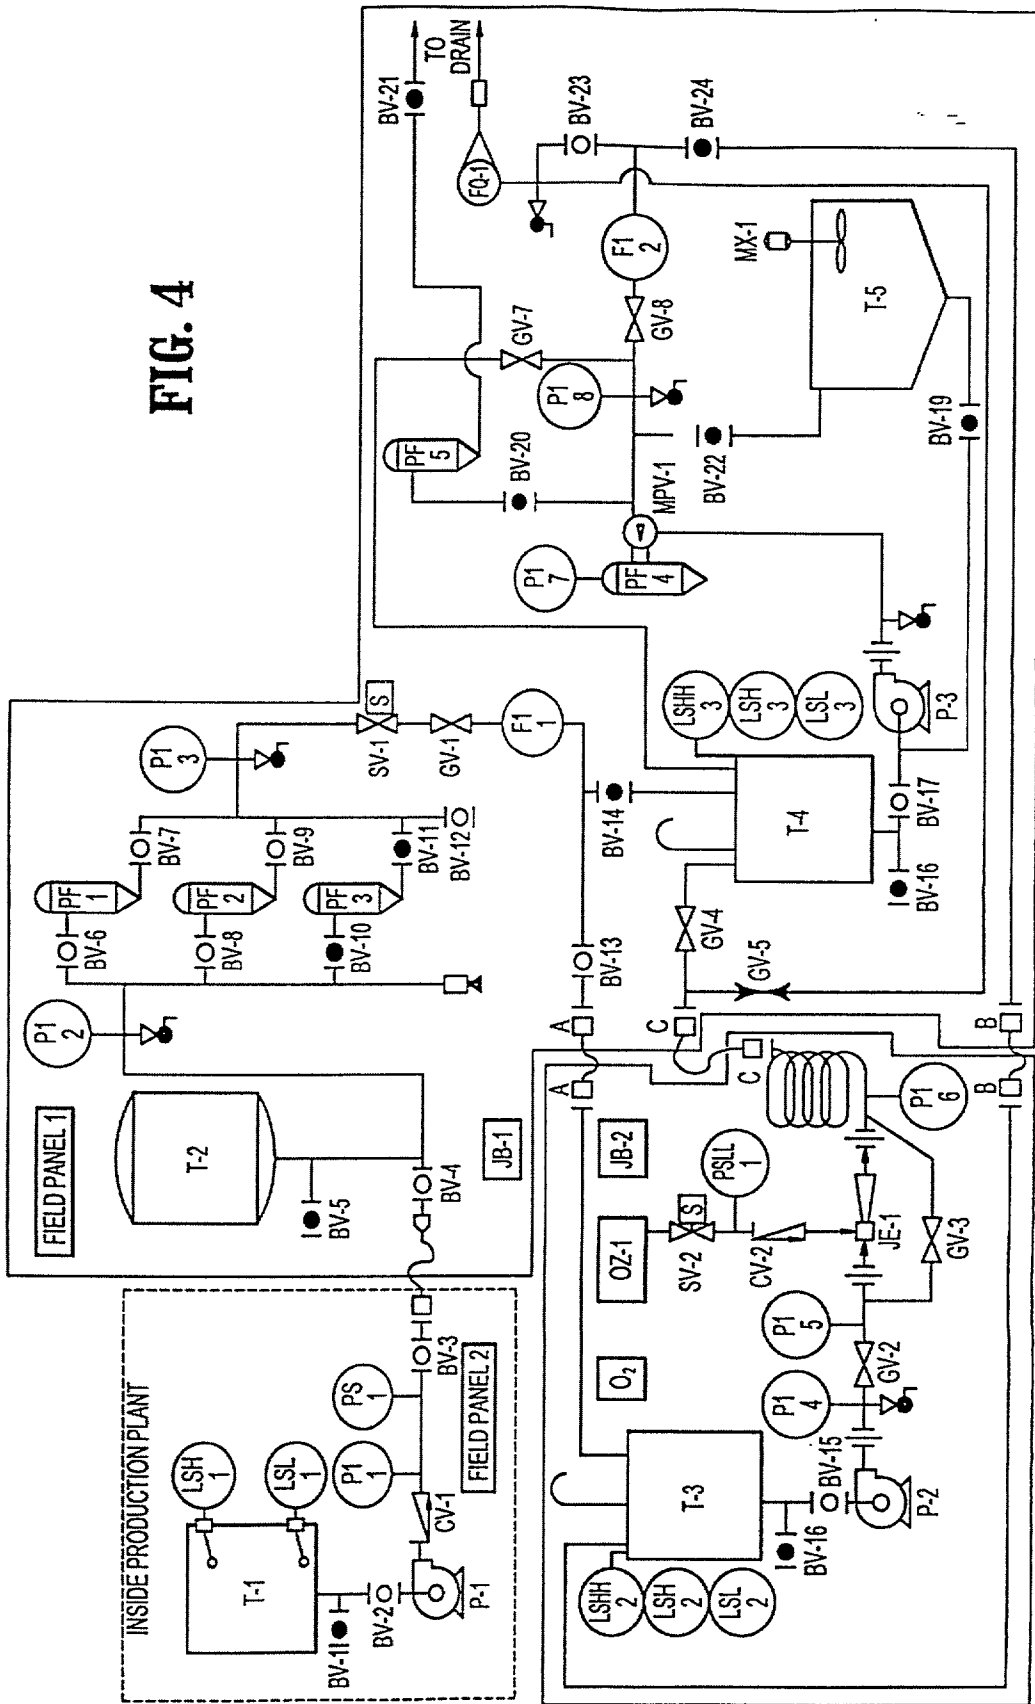 FIG. 4
INSIDE PRODUCTION PLANT
T-1
LSH
1
LSL
1
BV-11
BV-2
P-1
CV-1
P1
1
PS
1
BV-3
FIELD PANEL 2
FIELD PANEL 1
T-2
BV-5
BV-4
JB-1
P1
2
BV-6
PF
1
BV-7
BV-8
PF
2
BV-9
BV-10
PF
3
BV-11
BV-12
P1
3
S
SV-1
GV-1
F1
1
BV-13
A
A
BV-14
C
C
GV-4
GV-5
T-4
LSHH
3
LSH
3
LSL
3
BV-16
BV-17
P-3
P1
7
PF
4
MPV-1
BV-20
PF
5
BV-21
TO
DRAIN
FQ-1
GV-7
P1
8
GV-8
F1
2
BV-23
BV-24
BV-22
MX-1
T-5
BV-19
B
B
JB-2
OZ-1
O₂
S
SV-2
PSLL
1
CV-2
JE-1
P1
6
GV-3
P1
5
GV-2
P1
4
BV-15
P-2
BV-16
T-3
LSHH
2
LSH
2
LSL
2